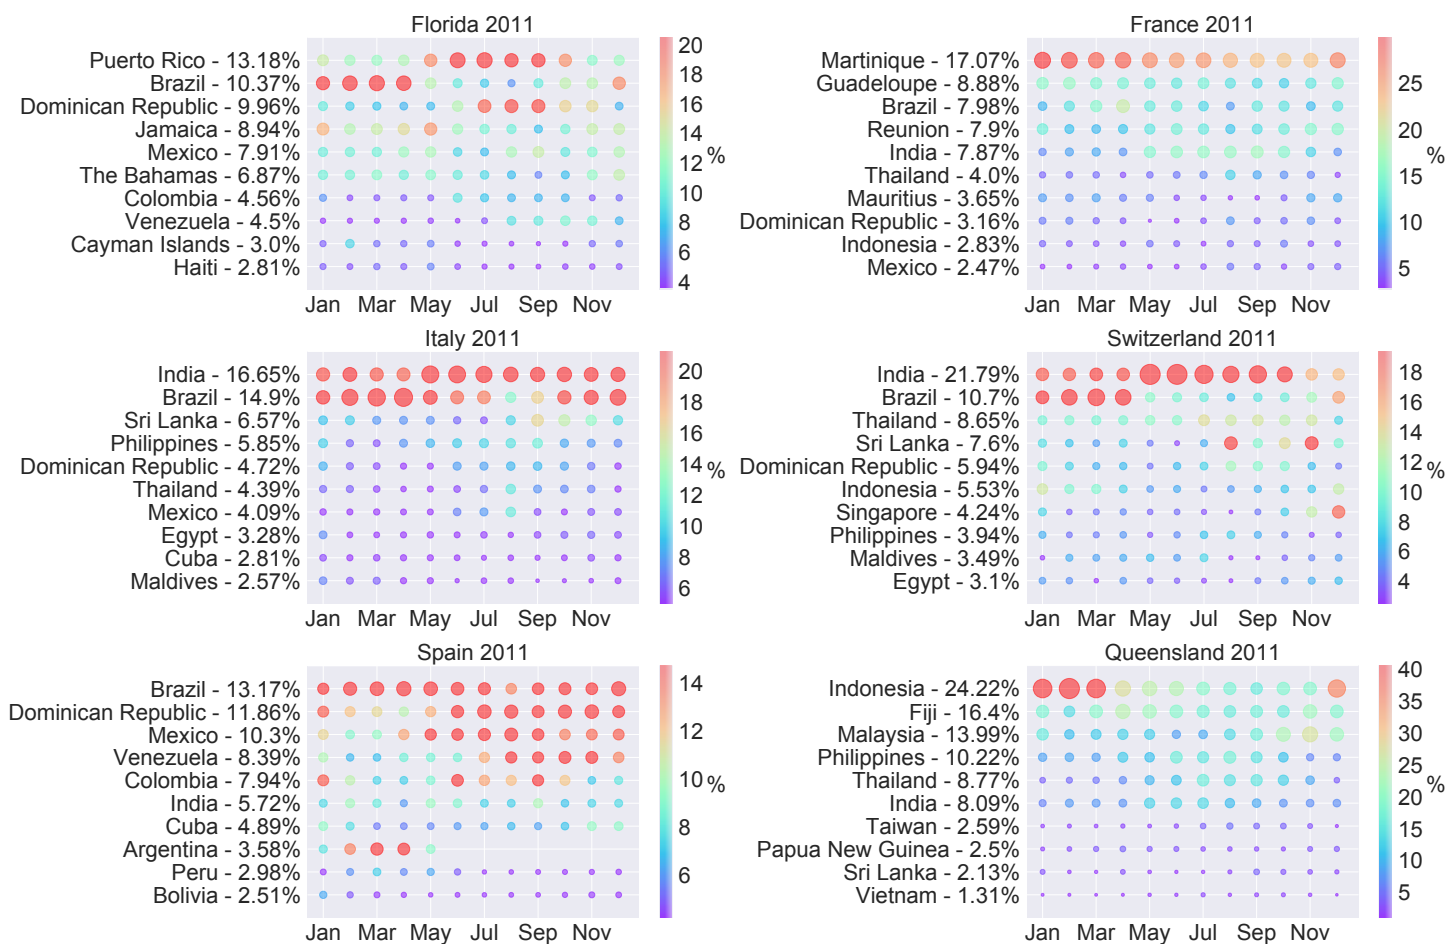 Florida 2011
Puerto Rico - 13.18%
Brazil - 10.37%
Dominican Republic - 9.96%
Jamaica - 8.94%
Mexico - 7.91%
The Bahamas - 6.87%
Colombia - 4.56%
Venezuela - 4.5%
Cayman Islands - 3.0%
Haiti - 2.81%
Jan Mar May Jul Sep Nov
20
18
16
14
12
10
8
6
4
%
France 2011
Martinique - 17.07%
Guadeloupe - 8.88%
Brazil - 7.98%
Reunion - 7.9%
India - 7.87%
Thailand - 4.0%
Mauritius - 3.65%
Dominican Republic - 3.16%
Indonesia - 2.83%
Mexico - 2.47%
Jan Mar May Jul Sep Nov
25
20
15
10
5
%
Italy 2011
India - 16.65%
Brazil - 14.9%
Sri Lanka - 6.57%
Philippines - 5.85%
Dominican Republic - 4.72%
Thailand - 4.39%
Mexico - 4.09%
Egypt - 3.28%
Cuba - 2.81%
Maldives - 2.57%
Jan Mar May Jul Sep Nov
20
18
16
14
12
10
8
6
%
Switzerland 2011
India - 21.79%
Brazil - 10.7%
Thailand - 8.65%
Sri Lanka - 7.6%
Dominican Republic - 5.94%
Indonesia - 5.53%
Singapore - 4.24%
Philippines - 3.94%
Maldives - 3.49%
Egypt - 3.1%
Jan Mar May Jul Sep Nov
18
16
14
12
10
8
6
4
%
Spain 2011
Brazil - 13.17%
Dominican Republic - 11.86%
Mexico - 10.3%
Venezuela - 8.39%
Colombia - 7.94%
India - 5.72%
Cuba - 4.89%
Argentina - 3.58%
Peru - 2.98%
Bolivia - 2.51%
Jan Mar May Jul Sep Nov
14
12
10
8
6
%
Queensland 2011
Indonesia - 24.22%
Fiji - 16.4%
Malaysia - 13.99%
Philippines - 10.22%
Thailand - 8.77%
India - 8.09%
Taiwan - 2.59%
Papua New Guinea - 2.5%
Sri Lanka - 2.13%
Vietnam - 1.31%
Jan Mar May Jul Sep Nov
40
35
30
25
20
15
10
5
%